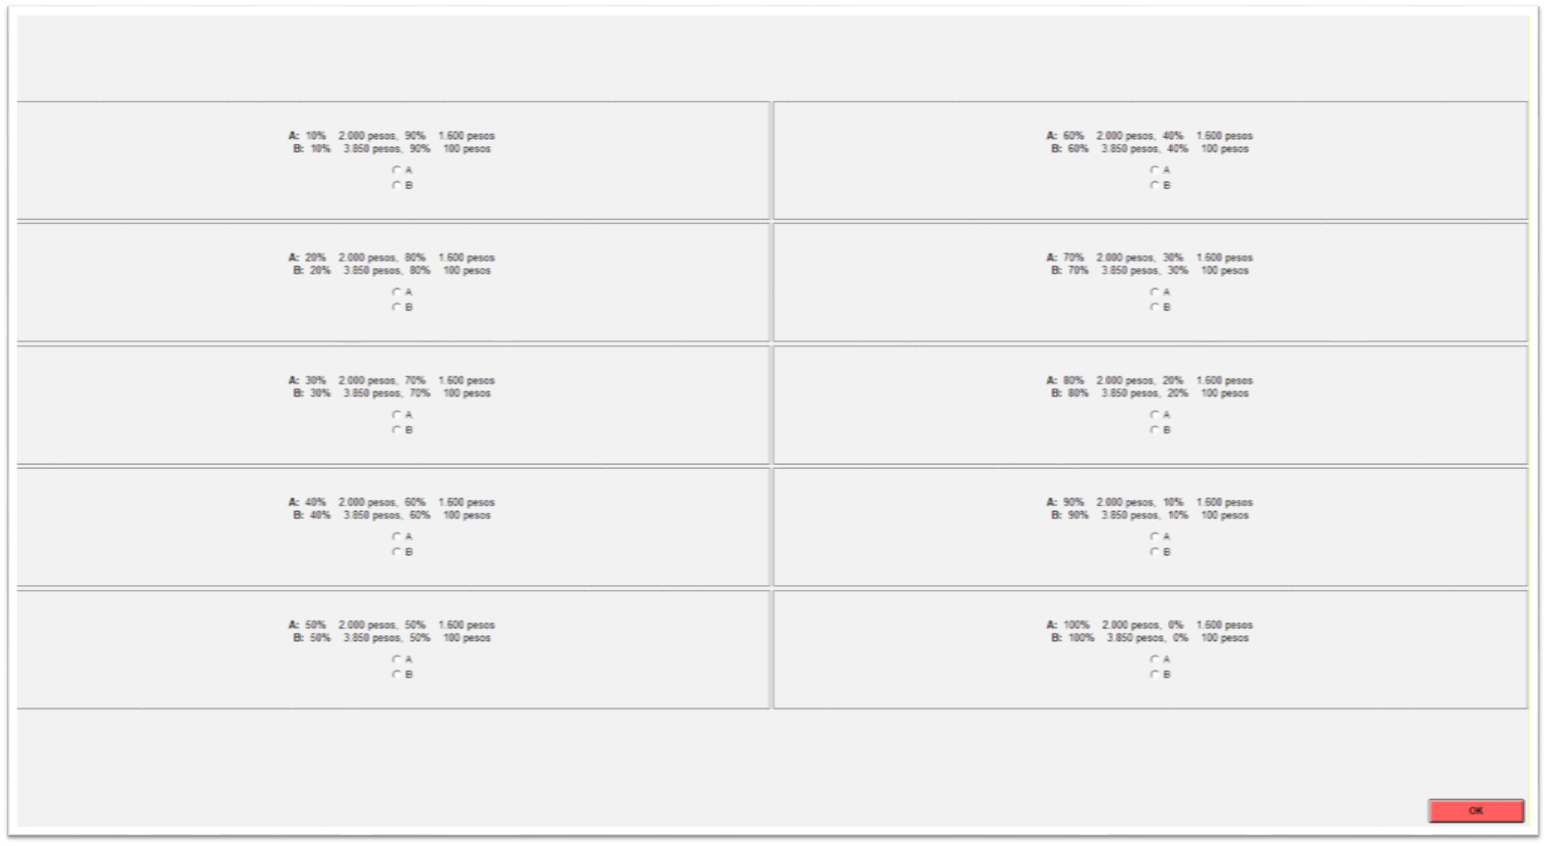 A: 10% 2.000 pesos, 90% 1.600 pesos
B: 10% 3.850 pesos, 90% 100 pesos
A
B
A: 20% 2.000 pesos, 80% 1.600 pesos
B: 20% 3.850 pesos, 80% 100 pesos
A
B
A: 30% 2.000 pesos, 70% 1.600 pesos
B: 30% 3.850 pesos, 70% 100 pesos
A
B
A: 40% 2.000 pesos, 60% 1.600 pesos
B: 40% 3.850 pesos, 60% 100 pesos
A
B
A: 50% 2.000 pesos, 50% 1.600 pesos
B: 50% 3.850 pesos, 50% 100 pesos
A
B
A: 60% 2.000 pesos, 40% 1.600 pesos
B: 60% 3.850 pesos, 40% 100 pesos
A
B
A: 70% 2.000 pesos, 30% 1.600 pesos
B: 70% 3.850 pesos, 30% 100 pesos
A
B
A: 80% 2.000 pesos, 20% 1.600 pesos
B: 80% 3.850 pesos, 20% 100 pesos
A
B
A: 90% 2.000 pesos, 10% 1.600 pesos
B: 90% 3.850 pesos, 10% 100 pesos
A
B
A: 100% 2.000 pesos, 0% 1.600 pesos
B: 100% 3.850 pesos, 0% 100 pesos
A
B
OK